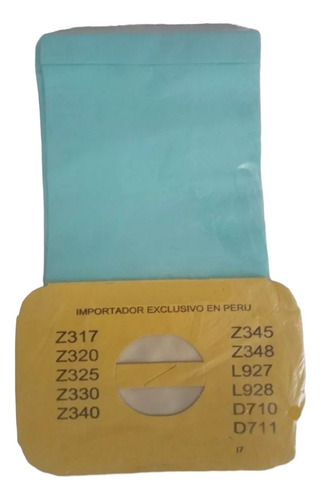 IMPORTADOR EXCLUSIVO EN PERU
Z317 Z345
Z320 Z348
Z325 L927
Z330 L928
Z340 D710
D711